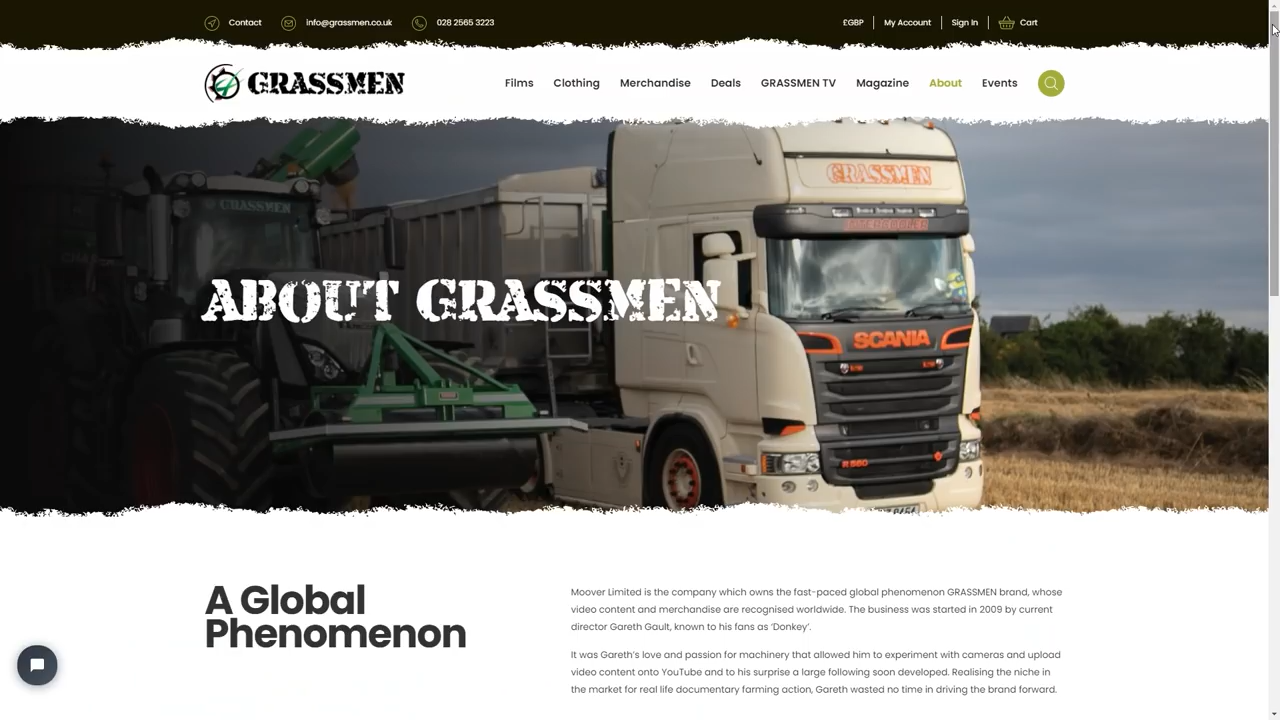 Contact info@grassmen.co.uk 028 2565 3223 £GBP My Account Sign In Cart
GRASSMEN Films Clothing Merchandise Deals GRASSMEN TV Magazine About Events
GRASSMEN
GRASSMEN
ABOUT GRASSMEN
SCANIA
R560
A Global
Phenomenon
Moover Limited is the company which owns the fast-paced global phenomenon GRASSMEN brand, whose
video content and merchandise are recognised worldwide. The business was started in 2009 by current
director Gareth Gault, known to his fans as ‘Donkey’.
It was Gareth’s love and passion for machinery that allowed him to experiment with cameras and upload
video content onto YouTube and to his surprise a large following soon developed. Realising the niche in
the market for real life documentary farming action, Gareth wasted no time in driving the brand forward.